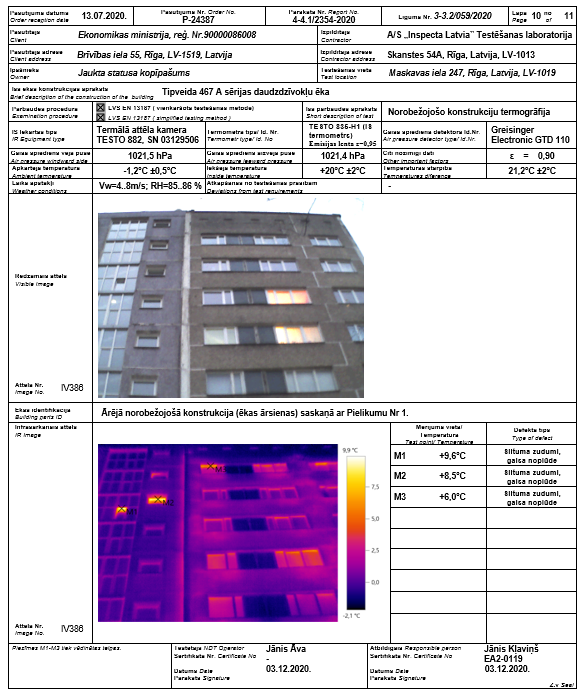 Pasūtījuma datums
Order reception date
13.07.2020.
Pasūtījuma Nr. Order No.
P-24387
Parakata Nr. Report No.
4-4.1/2354-2020
Līguma Nr. 3-3.2/059/2020
Lapa 10 no 11
Page of
Pasūtītājs
Client
Ekonomikas ministrija, reģ. Nr.90000086008
Izpildītājs
Contractor
A/S „Inspecta Latvia” Testēšanas laboratorija
Pasūtītāja adrese
Client address
Brīvības iela 55, Rīga, LV-1519, Latvija
Izpildītāja adrese
Contractor address
Skanstes 54A, Rīga, Latvija, LV-1013
Īpašnieks
Owner
Jaukta statusa kopīpašums
Testēšanas vieta
Test location
Maskavas iela 247, Rīga, LV-1019
Īss ēkas konstrukcijas apraksts
Brief description of the construction of the building
Tipveida 467 A sērijas daudzdzīvokļu ēka
Pārbaudes procedūra
Examination procedure
LVS EN 13187 ( vienkāršota testēšanas metode)
LVS EN 13187 ( simplified testing method )
Īss pārbaudes apraksts
Short description of test
Norobežojošo konstrukciju termogrāfija
IS iekārtas tips
IR Equipment type
Termālā attēla kamera
TESTO 882, SN 03129506
Termometra tips/ Id. Nr.
Termometr type/ Id. No
TESTO 835-H1 (IS
termometrs)
Emisijas lenta ε=0,95
Gaisa spiediena detektora Id.Nr.
Air pressure detector type/ Id.Nr.
Greisinger
Electronic GTD 110
Gaisa spiediens vēja pusē
Air pressure windward side
1021,5 hPa
Gaisa spiediens aizvēja pusē
Air pressure leeward pressure
1021,4 hPa
Citi nozīmīgi dati:
Other important factors
ε = 0,90
Apkārtējā temperatūra
Ambient temperature
-1,2°C ±0,5°C
Iekšējā temperatūra
Inside temperature
+20°C ±2°C
Temperatūras starpība
Temperatures diference
21,2°C ±2°C
Laika apstākļi
Weather conditions
Vw=4..8m/s; RH=85..86 %
Atkāpšanās no testēšanas prasībām
Deviations from test requirements
-
Redzamais attēls
Visible image
Attēla Nr.
Image No.
IV386
Ēkas identifikācija
Building parts ID
Ārējā norobežojošā konstrukcija (ēkas ārsienas) saskaņā ar Pielikumu Nr 1.
Infrasarkanais attēls
IR image
Mērījuma vieta/
Temperatūra
Test point/ Temperature
Defekta tips
Type of defect
9,9 °C
7,5
5,0
2,5
0,0
-2,1 °C
M1
M2
M3
M1 +9,6°C
Siltuma zudumi,
gaisa noplūde
M2 +8,5°C
Siltuma zudumi,
gaisa noplūde
M3 +6,0°C
Siltuma zudumi,
gaisa noplūde
Attēla Nr.
Image No.
IV386
Piezīmes M1-M3 tiek vēdinātas telpas.
Testētājs NDT Operator
Sertifikāta Nr. Certificate No
Datums Date
Paraksts Signature
Jānis Āva
-
03.12.2020.
Atbildīgais Responsible person
Sertifikāta Nr. Certificate No
Datums Date
Paraksts Signature
Jānis Kļaviņš
EA2-0119
03.12.2020.
Z.v Seal